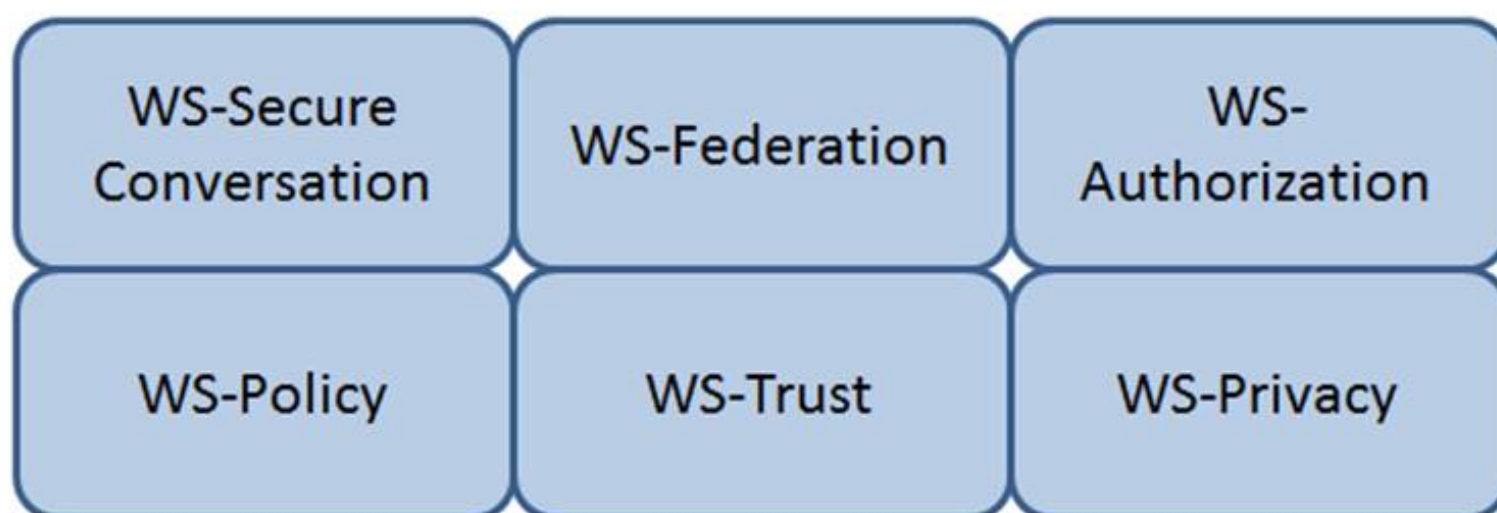 WS-Secure
Conversation
WS-Federation
WS-
Authorization
WS-Policy
WS-Trust
WS-Privacy